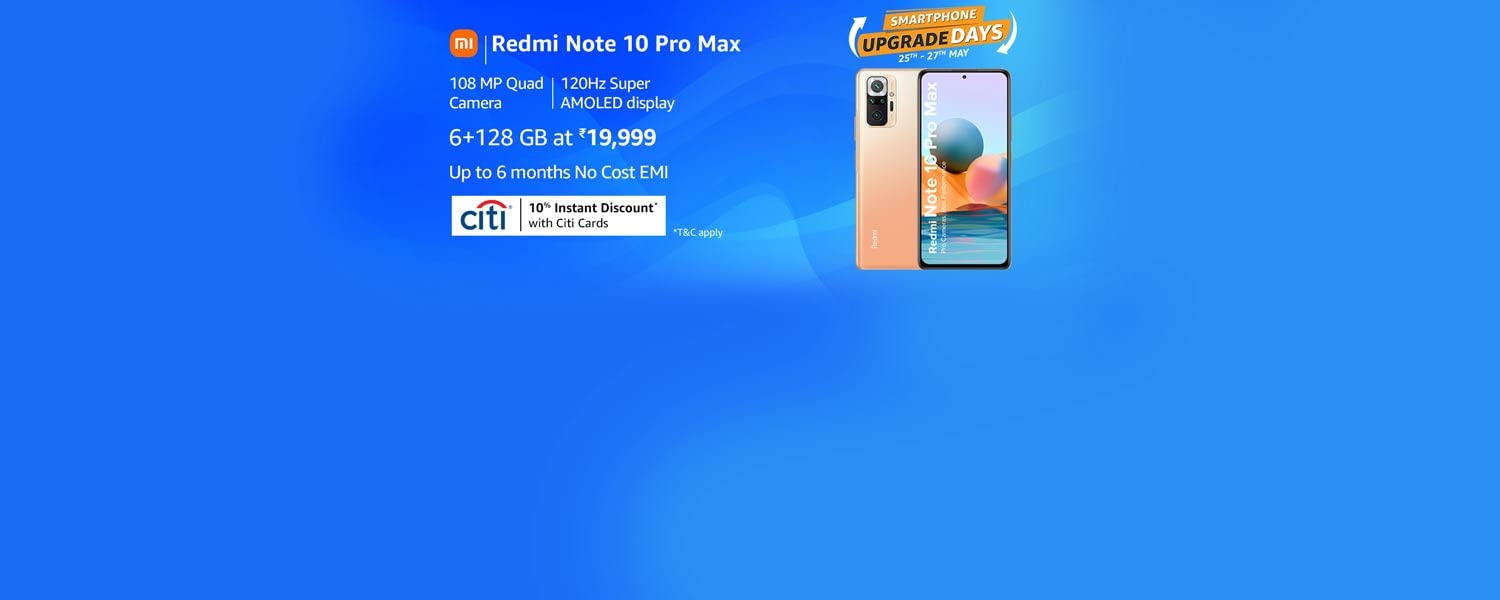 mi
Redmi Note 10 Pro Max
108 MP Quad
Camera
120Hz Super
AMOLED display
6+128 GB at ₹19,999
Up to 6 months No Cost EMI
citi®
10% Instant Discount*
with Citi Cards
*T&C apply
SMARTPHONE
UPGRADE DAYS
25TH - 27TH MAY
Redmi
Redmi Note 10 Pro Max